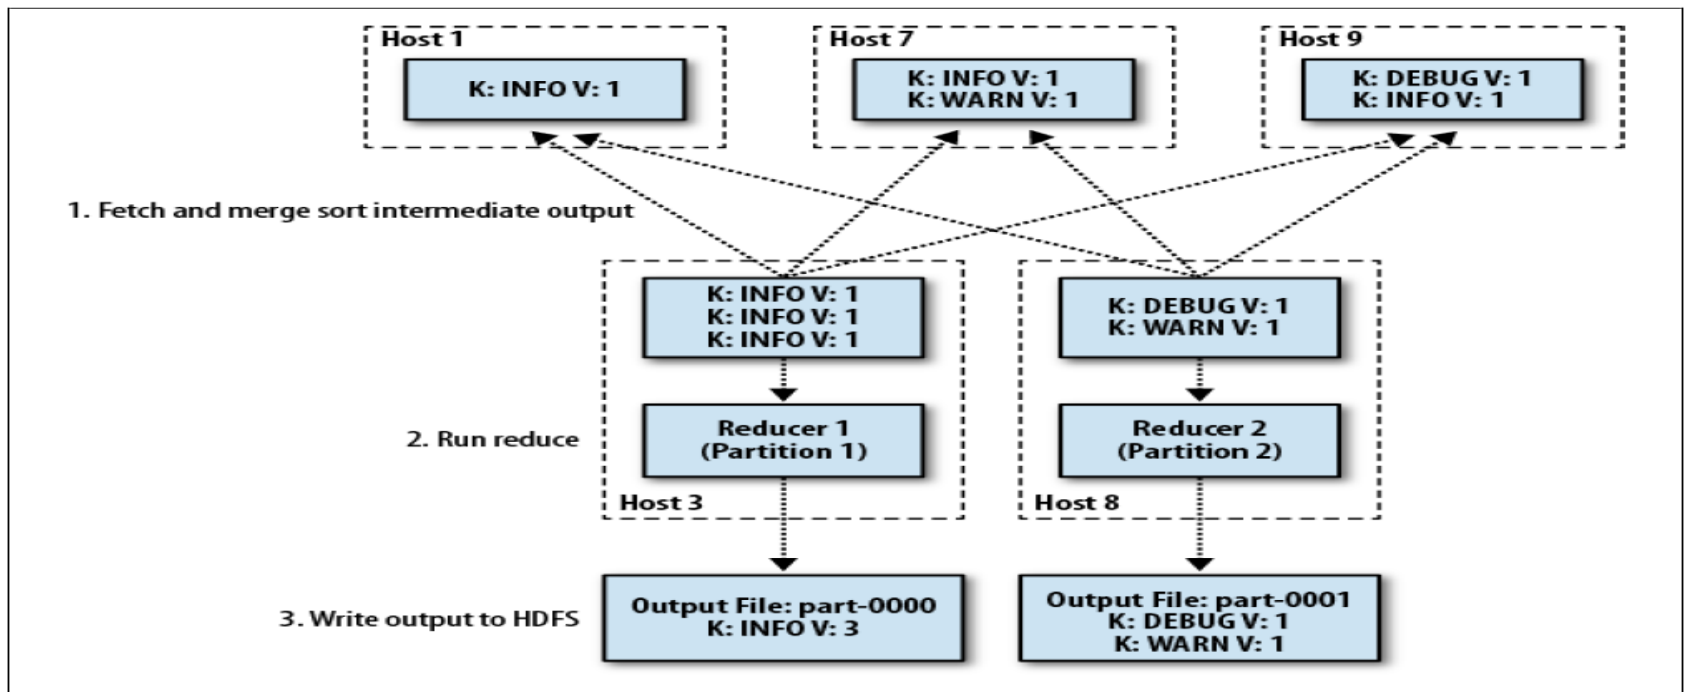 Host 1
K: INFO V: 1
Host 7
K: INFO V: 1
K: WARN V: 1
Host 9
K: DEBUG V: 1
K: INFO V: 1
1. Fetch and merge sort intermediate output
K: INFO V: 1
K: INFO V: 1
K: INFO V: 1
K: DEBUG V: 1
K: WARN V: 1
2. Run reduce
Reducer 1
(Partition 1)
Host 3
Reducer 2
(Partition 2)
Host 8
3. Write output to HDFS
Output File: part-0000
K: INFO V: 3
Output File: part-0001
K: DEBUG V: 1
K: WARN V: 1